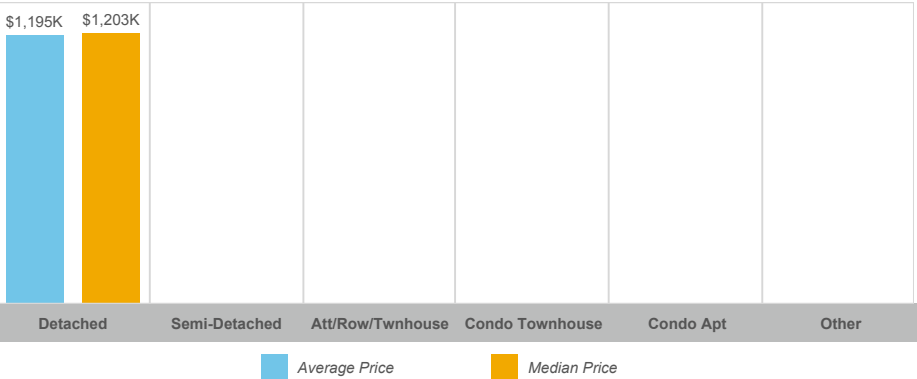 $1,195K $1,203K
Detached Semi-Detached Att/Row/Twnhouse Condo Townhouse Condo Apt Other
Average Price Median Price